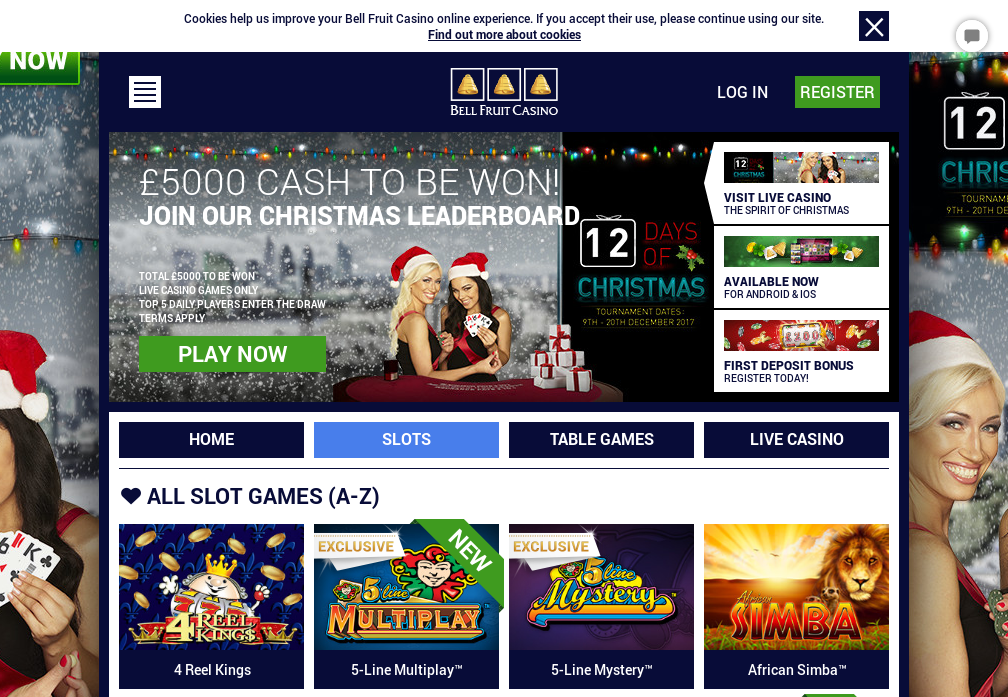 Cookies help us improve your Bell Fruit Casino online experience. If you accept their use, please continue using our site.
Find out more about cookies
NOW
BELL FRUIT CASINO
LOG IN
REGISTER
£5000 CASH TO BE WON!
JOIN OUR CHRISTMAS LEADERBOARD
TOTAL £5000 TO BE WON
LIVE CASINO GAMES ONLY
TOP 5 DAILY PLAYERS ENTER THE DRAW
TERMS APPLY
PLAY NOW
12 DAYS
OF
CHRISTMAS
TOURNAMENT DATES:
9TH - 20TH DECEMBER 2017
12
CHRISTMAS
VISIT LIVE CASINO
THE SPIRIT OF CHRISTMAS
AVAILABLE NOW
FOR ANDROID & IOS
FIRST DEPOSIT BONUS
REGISTER TODAY!
12
CHRIST
TOURNAMENT
9TH - 20TH DE
HOME
SLOTS
TABLE GAMES
LIVE CASINO
ALL SLOT GAMES (A-Z)
4 REEL
KINGS
EXCLUSIVE
NEW
5 line
MULTIPLAY
EXCLUSIVE
5 line
Mystery
African
SIMBA
4 Reel Kings
5-Line Multiplay™
5-Line Mystery™
African Simba™